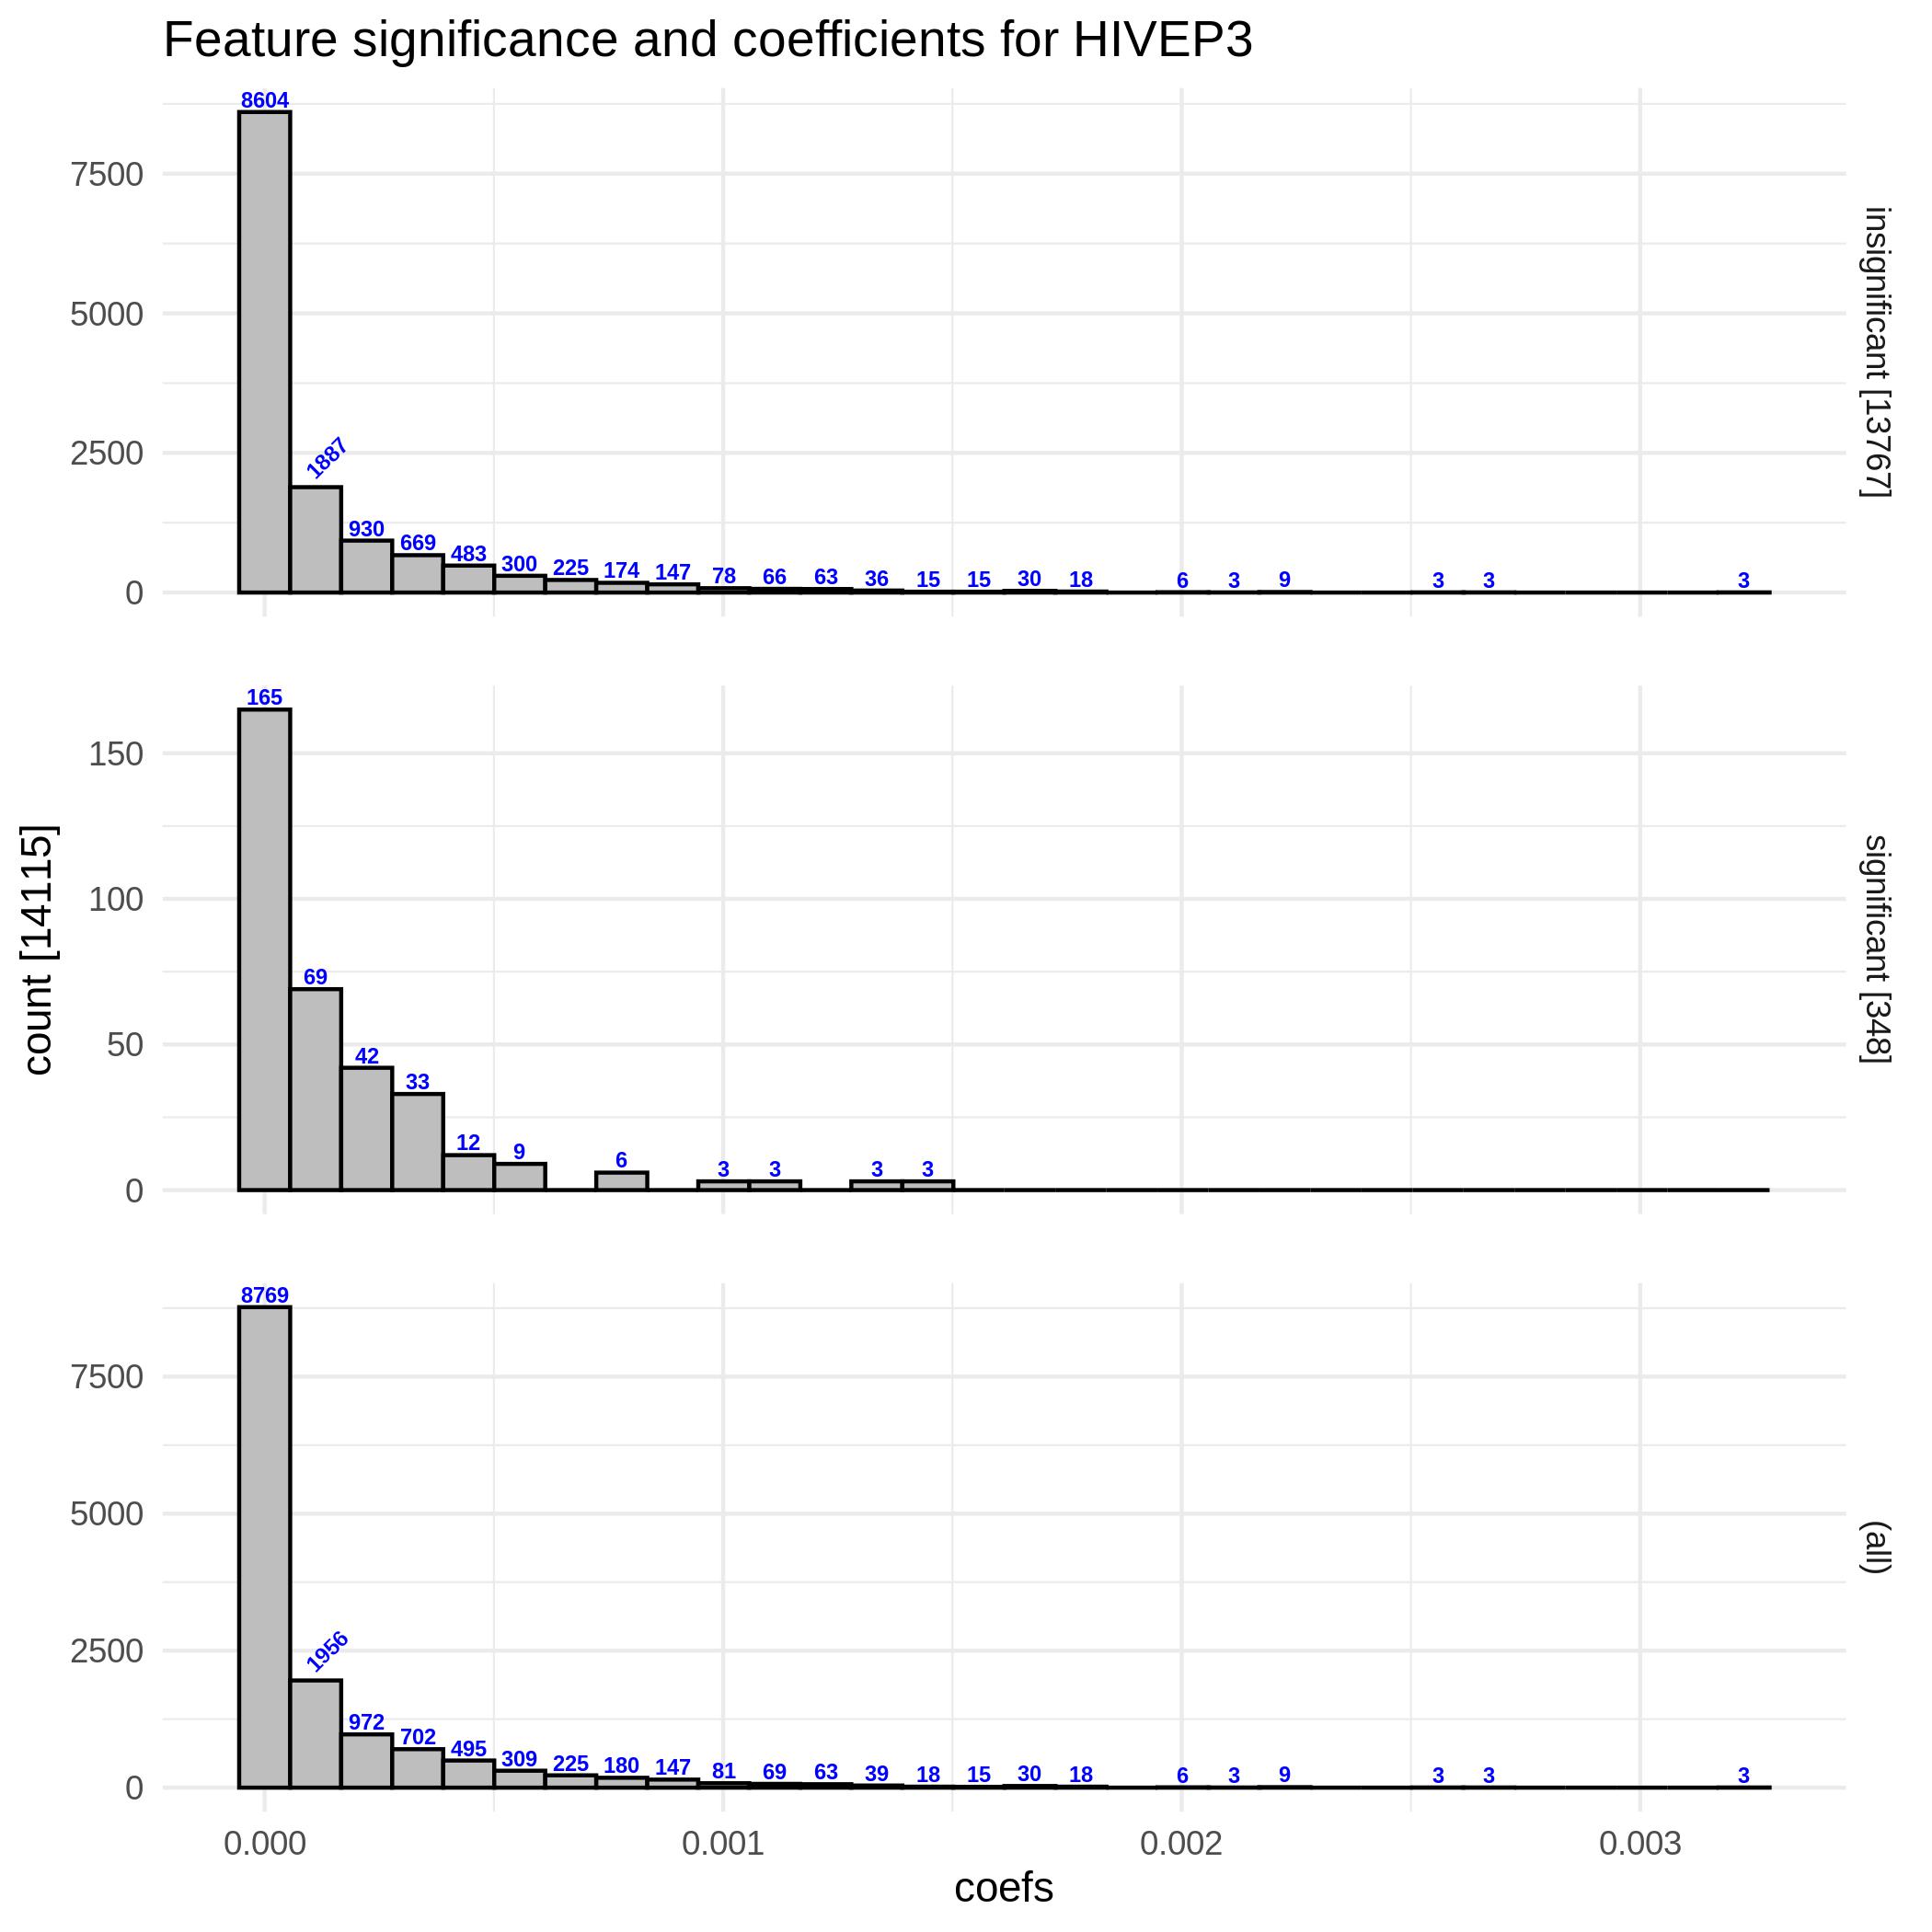 Feature significance and coefficients for HIVEP3
8604
7500
5000
2500
0
1887
930 669 483 300 225 174 147 78 66 63 36 15 15 30 18 6 3 9 3 3 3
insignificant [13767]
count [14115]
165
150
100
50
0
69
42
33
12 9 6 3 3 3 3
significant [348]
8769
7500
5000
2500
0
1956
972 702 495 309 225 180 147 81 69 63 39 18 15 30 18 6 3 9 3 3 3
(all)
0.000 0.001 0.002 0.003
coefs